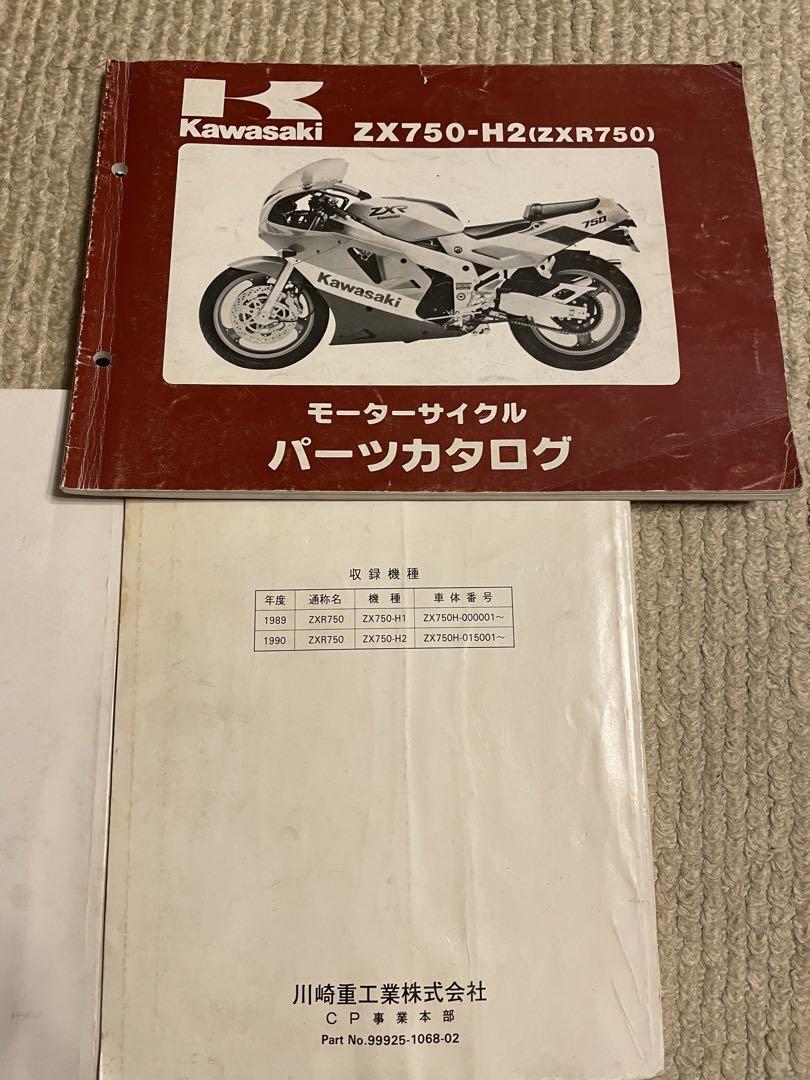 Kawasaki ZX750-H2(ZXR750)
ZXR
Kawasaki
750
Kawasaki
モーターサイクル
パーツカタログ
収録機種
年度 通称名 機種 車体番号
1989 ZXR750 ZX750-H1 ZX750H-000001〜
1990 ZXR750 ZX750-H2 ZX750H-015001〜
川崎重工業株式会社
CP事業本部
Part No.99925-1068-02